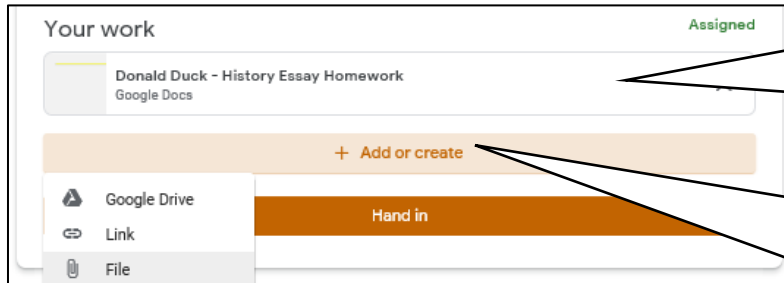 Your work
Assigned
Donald Duck - History Essay Homework
Google Docs
+ Add or create
Google Drive
Hand in
Link
File